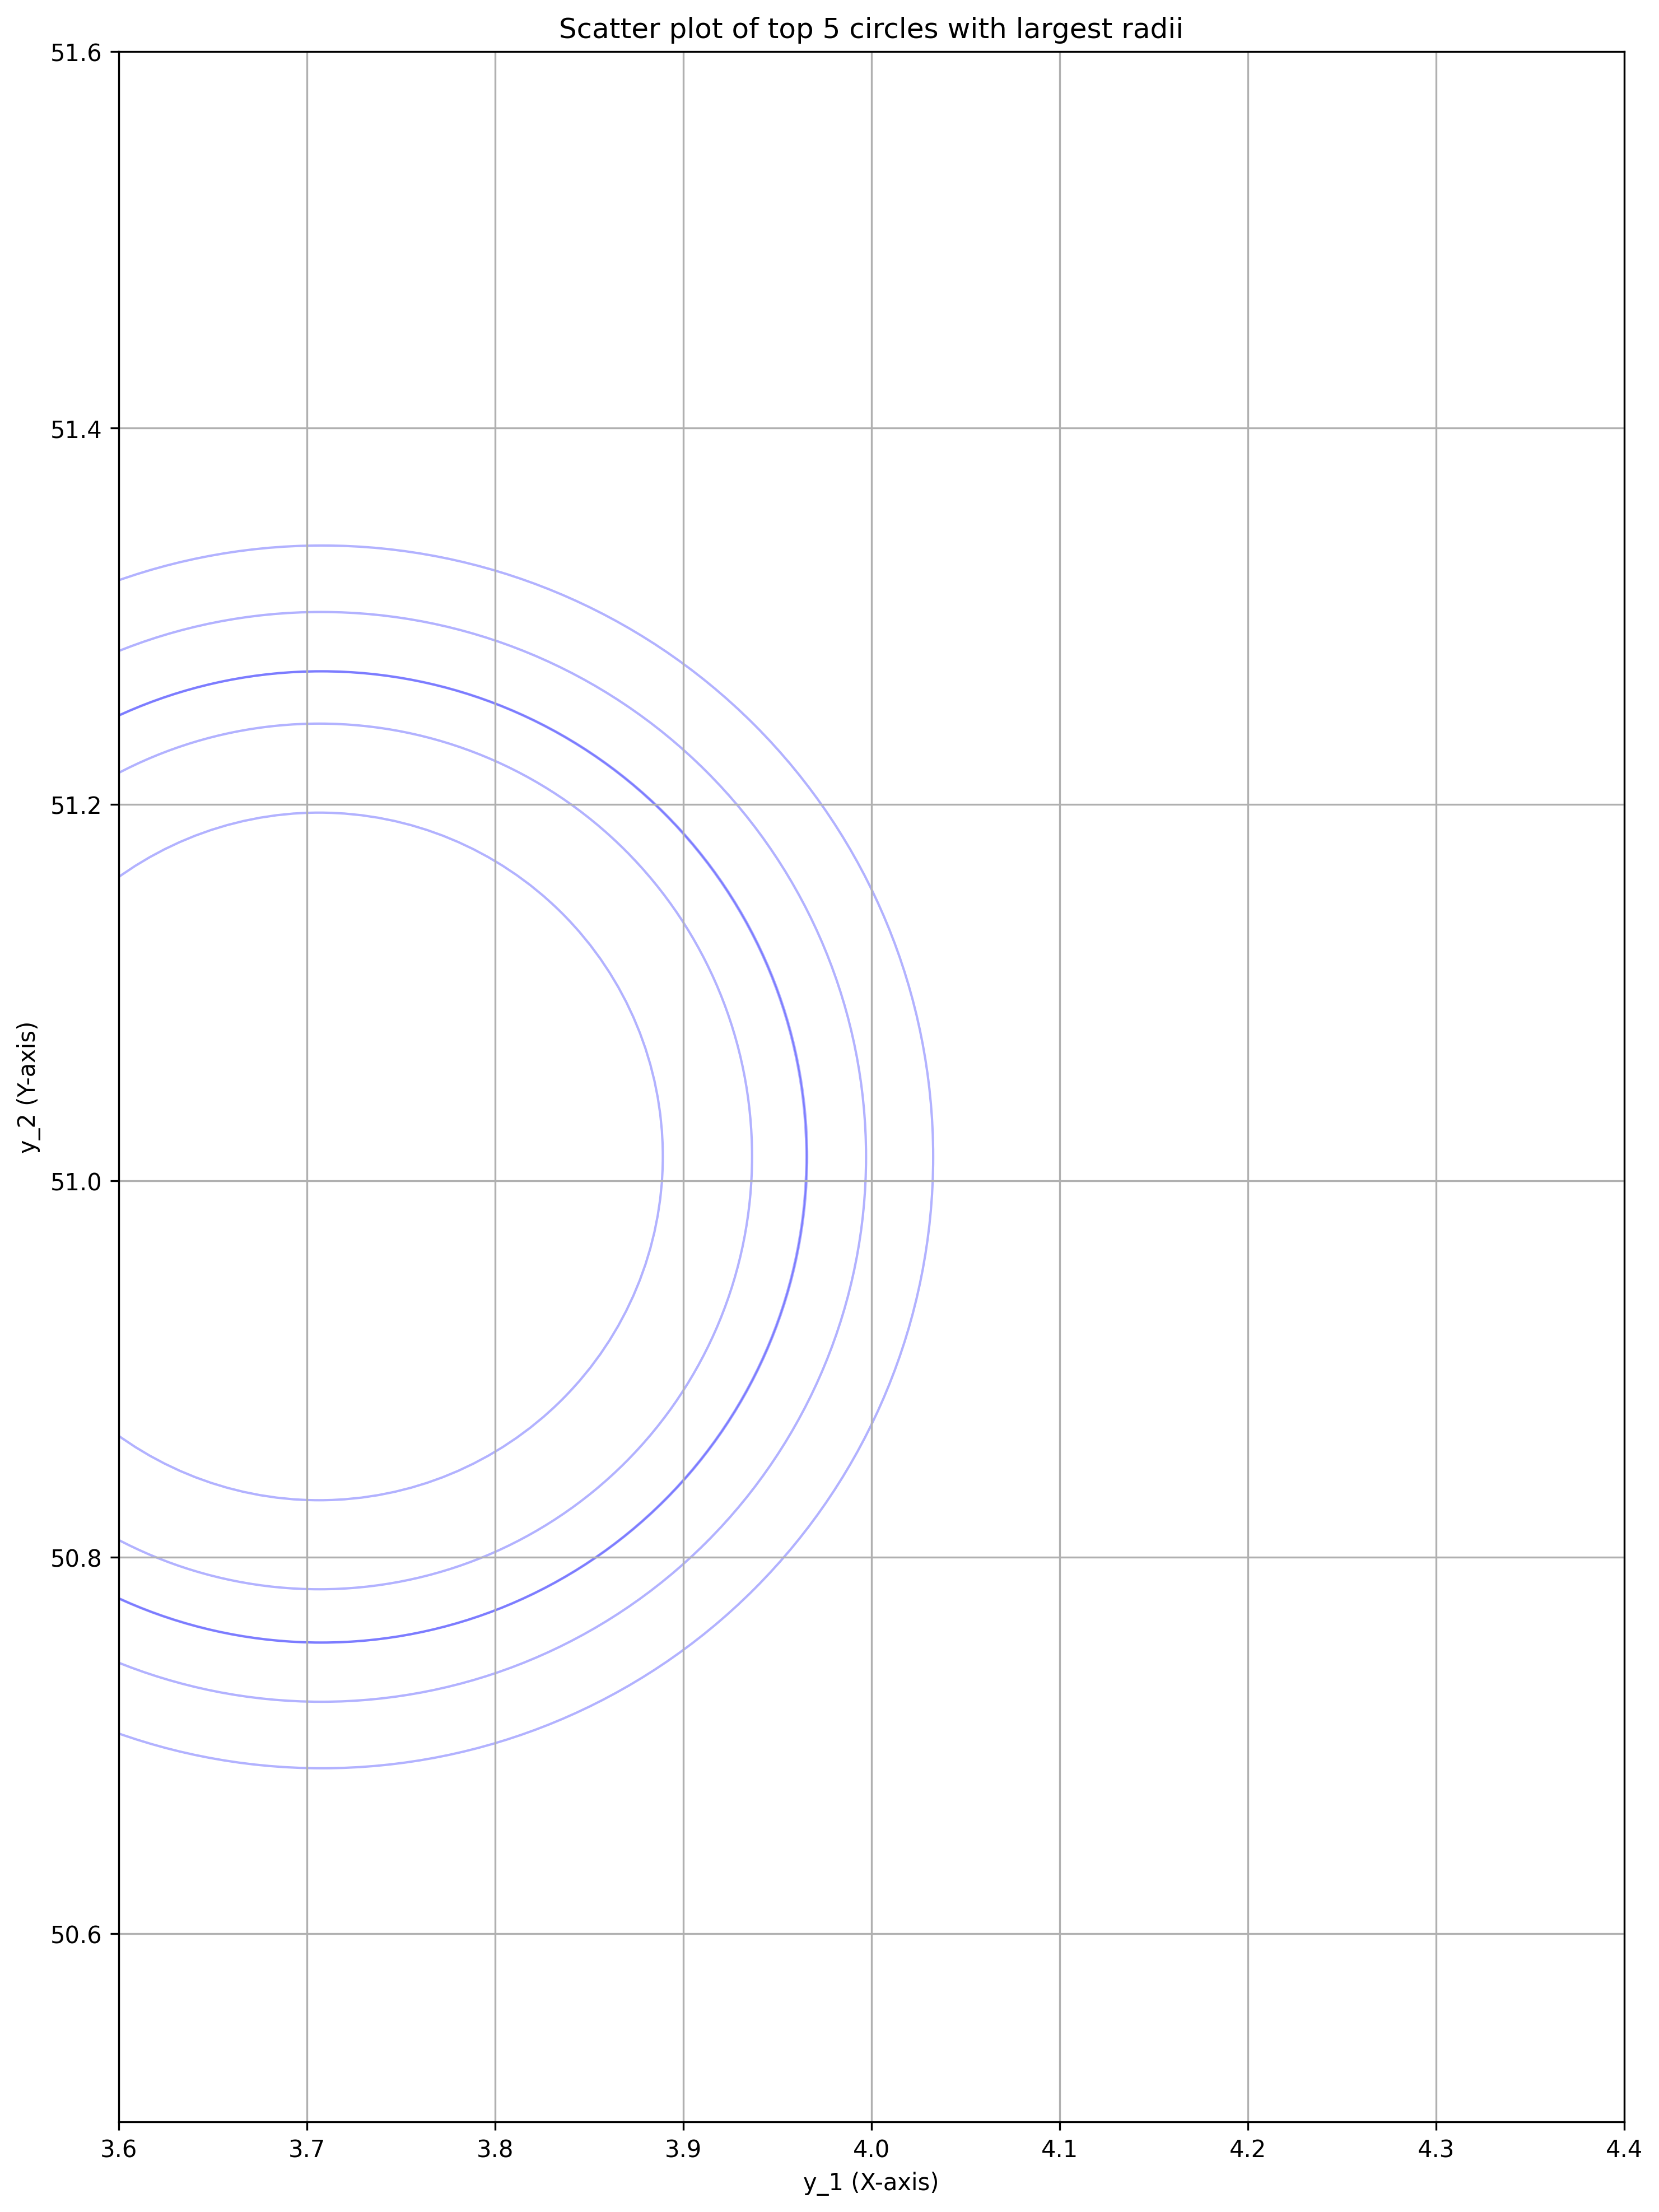 Scatter plot of top 5 circles with largest radii
51.6
51.4
51.2
51.0
50.8
50.6
y_2 (Y-axis)
3.6 3.7 3.8 3.9 4.0 4.1 4.2 4.3 4.4
y_1 (X-axis)